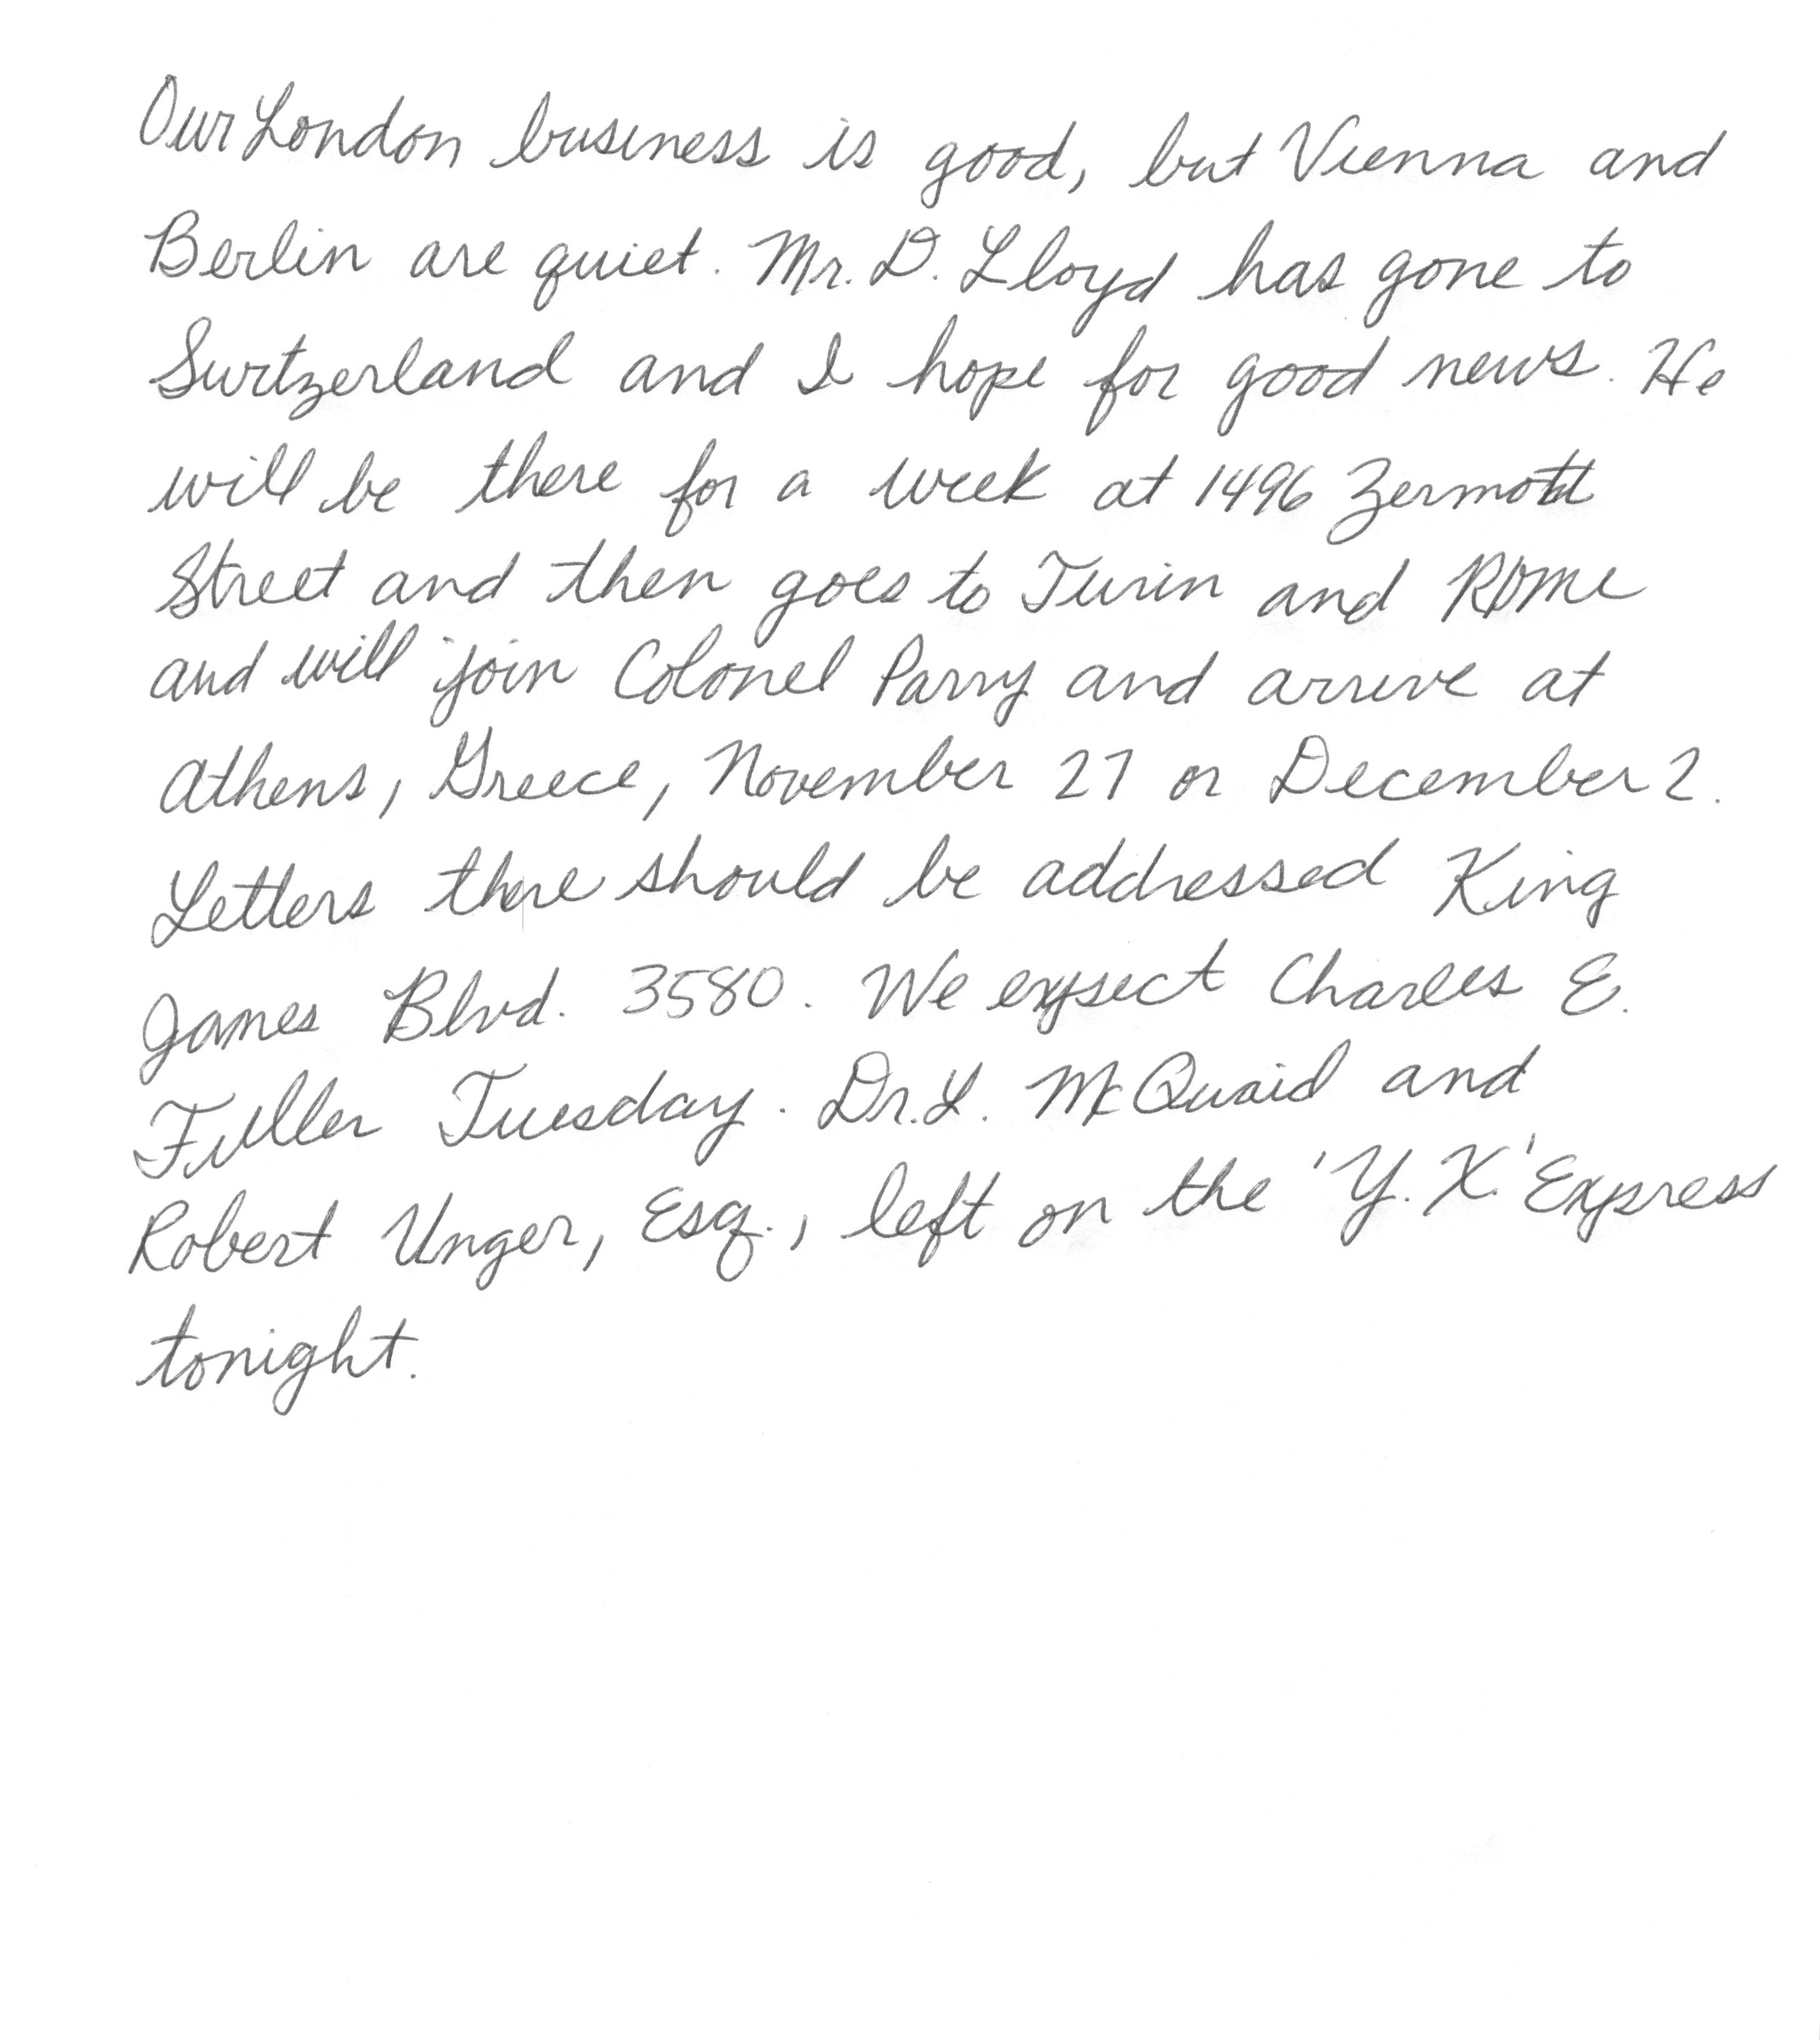 Our London business is good, but Vienna and
Berlin are quiet. Mr. D. Lloyd has gone to
Switzerland and I hope for good news. He
will be there for a week at 1496 Zermott
Street and then goes to Turin and Rome
and will join Colonel Parry and arrive at
Athens, Greece, November 27 or December 2.
Letters there should be addressed King
James Blvd. 3580. We expect Charles E.
Fuller Tuesday. Dr. L. McQuaid and
Robert Unger, Esq., left on the 'Y. X.' Express
tonight.